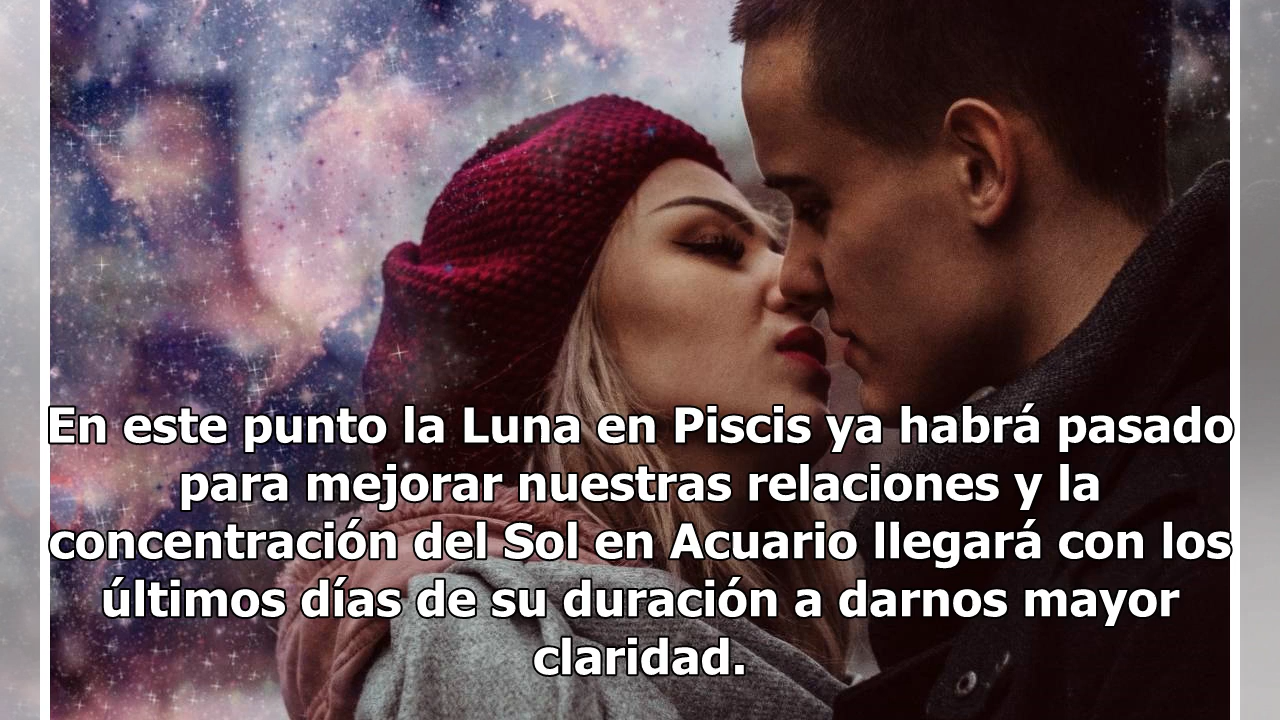 En este punto la Luna en Piscis ya habrá pasado
para mejorar nuestras relaciones y la
concentración del Sol en Acuario llegará con los
últimos días de su duración a darnos mayor
claridad.